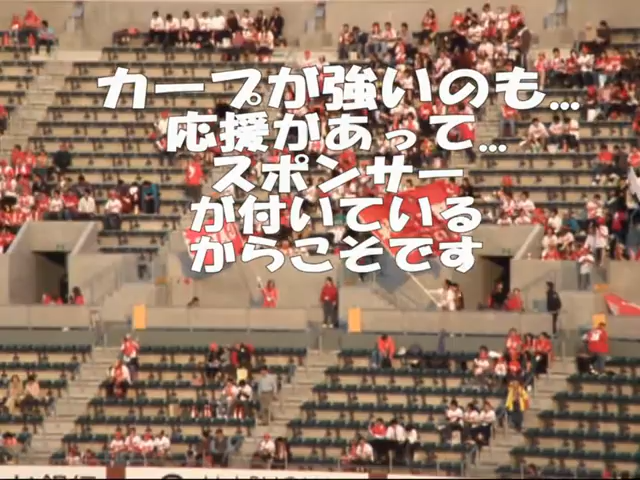 カープが強いのも...
応援があって...
スポンサー
が付いている
からこそです